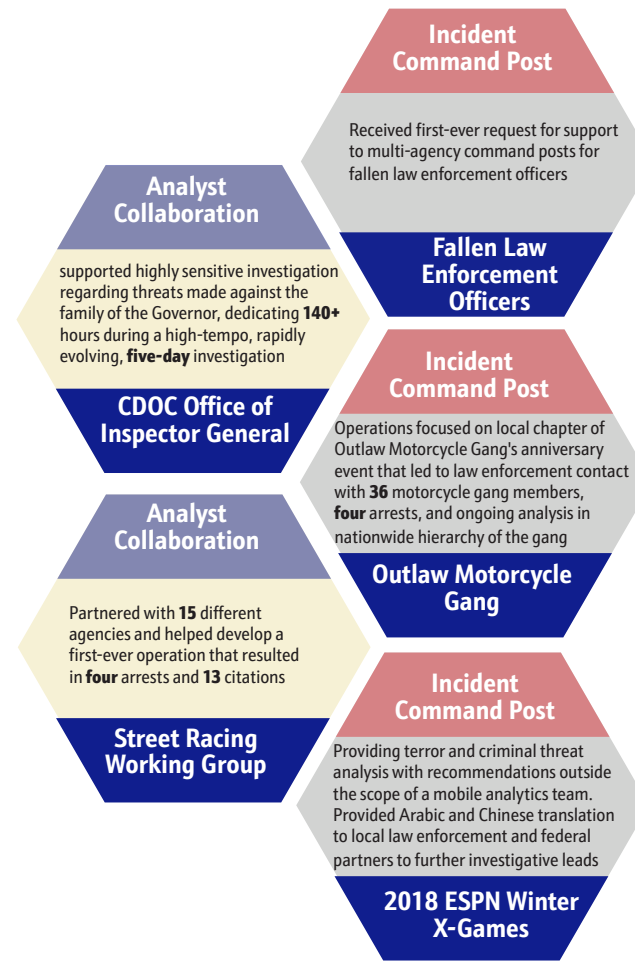 Incident
Command Post
Received first-ever request for support
to multi-agency command posts for
fallen law enforcement officers
Fallen Law
Enforcement
Officers
Analyst
Collaboration
supported highly sensitive investigation
regarding threats made against the
family of the Governor, dedicating 140+
hours during a high-tempo, rapidly
evolving, five-day investigation
CDOC Office of
Inspector General
Incident
Command Post
Operations focused on local chapter of
Outlaw Motorcycle Gang's anniversary
event that led to law enforcement contact
with 36 motorcycle gang members,
four arrests, and ongoing analysis in
nationwide hierarchy of the gang
Outlaw Motorcycle
Gang
Analyst
Collaboration
Partnered with 15 different
agencies and helped develop a
first-ever operation that resulted
in four arrests and 13 citations
Street Racing
Working Group
Incident
Command Post
Providing terror and criminal threat
analysis with recommendations outside
the scope of a mobile analytics team.
Provided Arabic and Chinese translation
to local law enforcement and federal
partners to further investigative leads
2018 ESPN Winter
X-Games